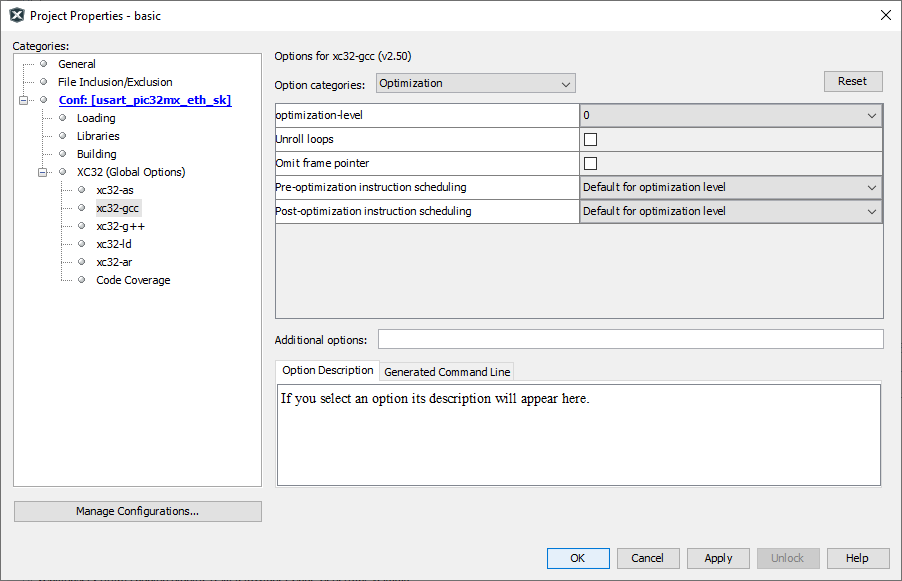 Project Properties - basic
Categories:
General
File Inclusion/Exclusion
Conf: [usart_pic32mx_eth_sk]
Loading
Libraries
Building
XC32 (Global Options)
xc32-as
xc32-gcc
xc32-g++
xc32-ld
xc32-ar
Code Coverage
Manage Configurations...
Options for xc32-gcc (v2.50)
Option categories: Optimization Reset
optimization-level 0
Unroll loops
Omit frame pointer
Pre-optimization instruction scheduling Default for optimization level
Post-optimization instruction scheduling Default for optimization level
Additional options:
Option Description Generated Command Line
If you select an option its description will appear here.
OK Cancel Apply Unlock Help